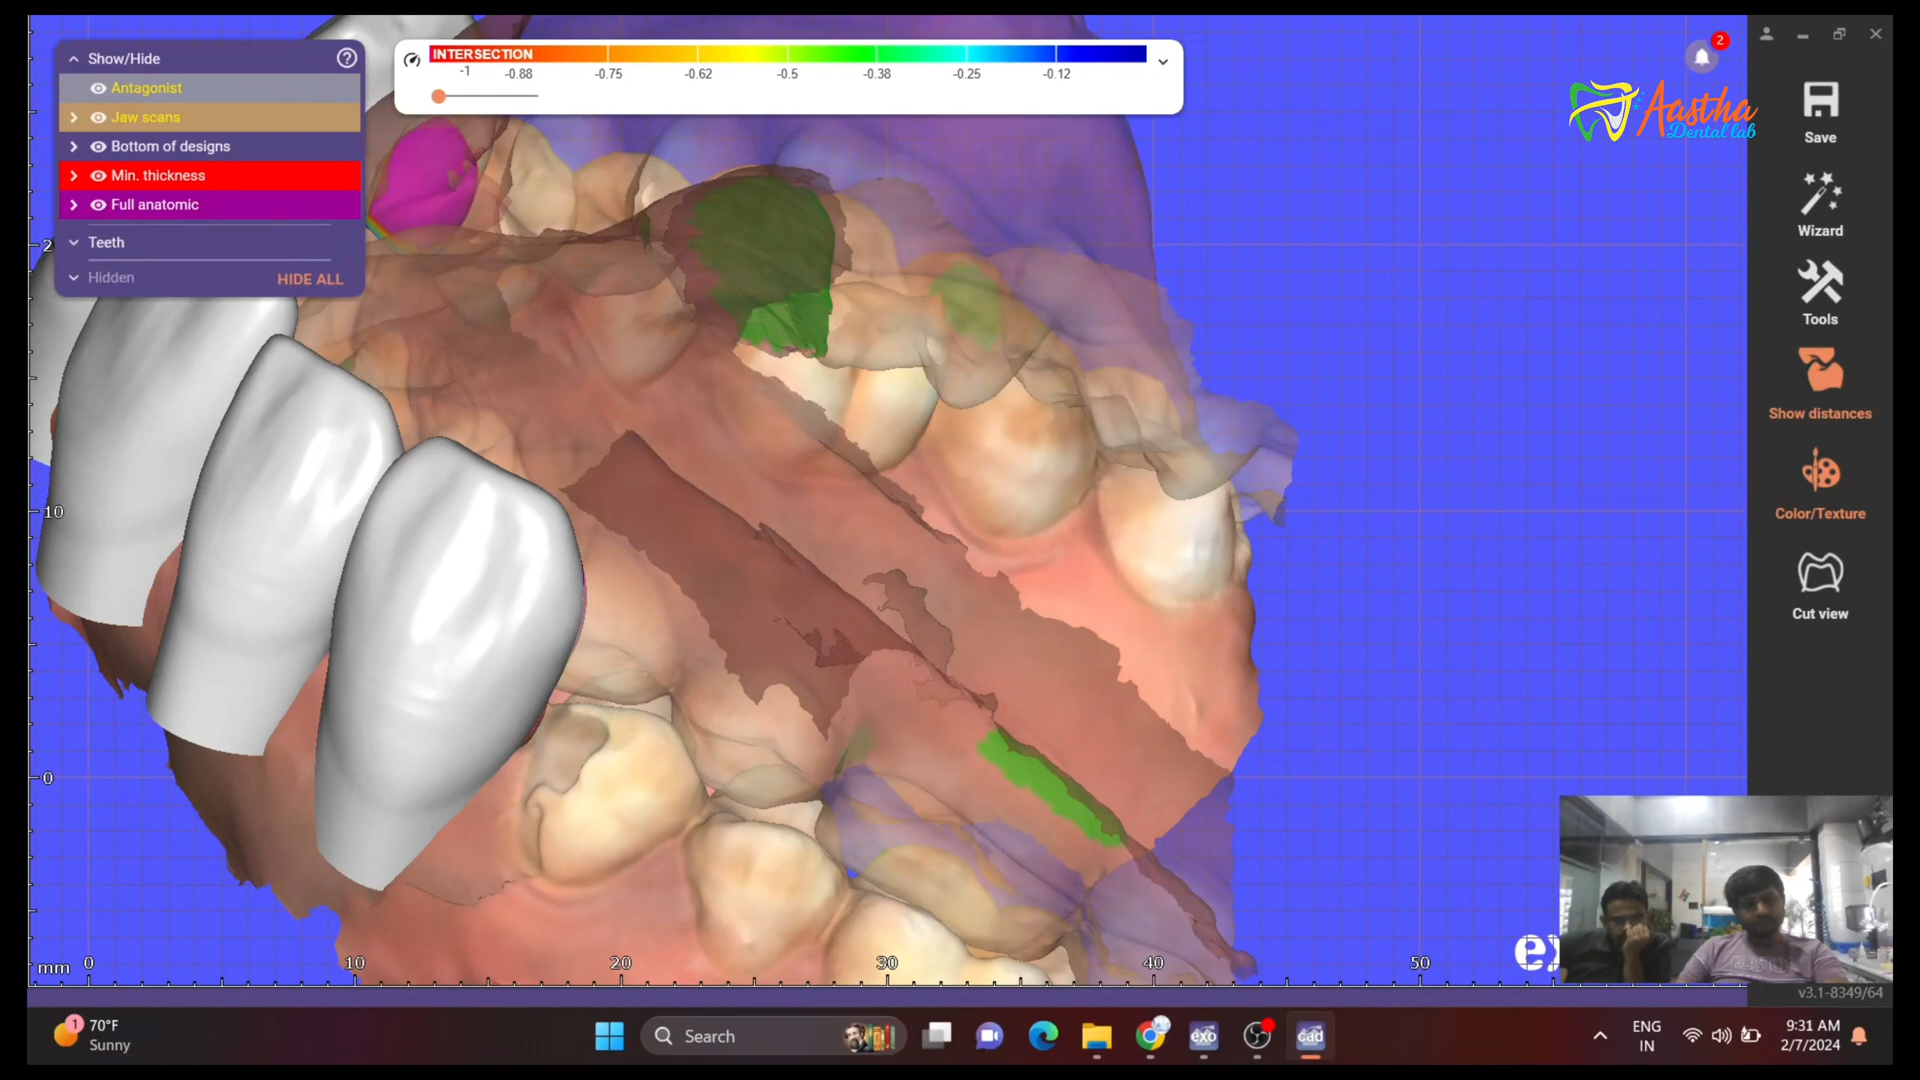 Show/Hide
Antagonist
Jaw scans
Bottom of designs
Min. thickness
Full anatomic
Teeth
Hidden
HIDE ALL
INTERSECTION
-1 -0.88 -0.75 -0.62 -0.5 -0.38 -0.25 -0.12
2
Aastha
Dental lab
Save
Wizard
Tools
Show distances
Color/Texture
Cut view
2
10
0
mm 0 10 20 30 40 50
v3.1-8349/64
1
70°F
Sunny
Search
exo
cad
ENG
IN
9:31 AM
2/7/2024